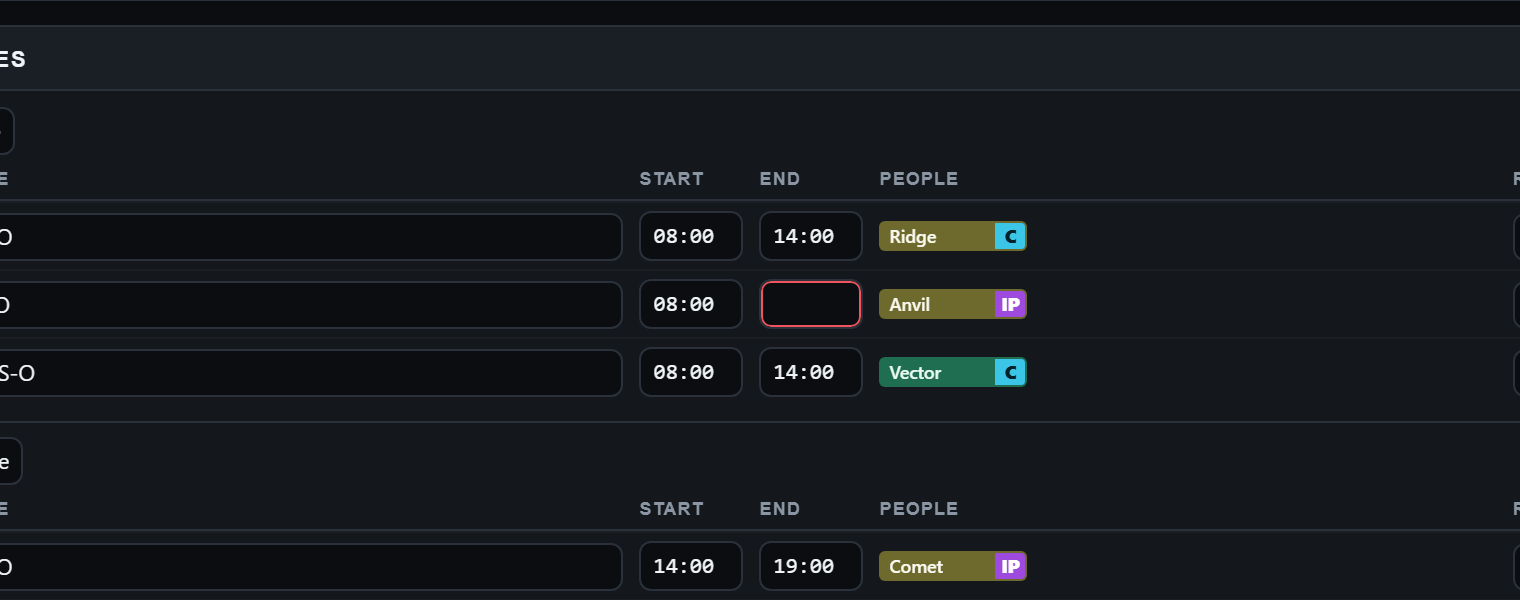 ES
E START END PEOPLE R
O 08:00 14:00 Ridge C
O 08:00 Anvil IP
S-O 08:00 14:00 Vector C
e
E START END PEOPLE R
O 14:00 19:00 Comet IP